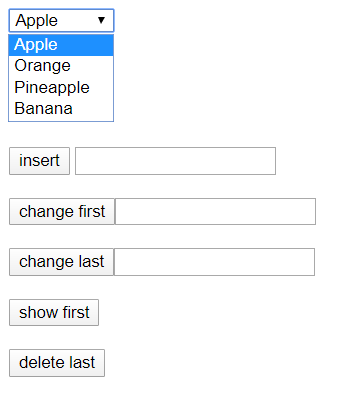 Apple
Apple
Orange
Pineapple
Banana
insert
change first
change last
show first
delete last